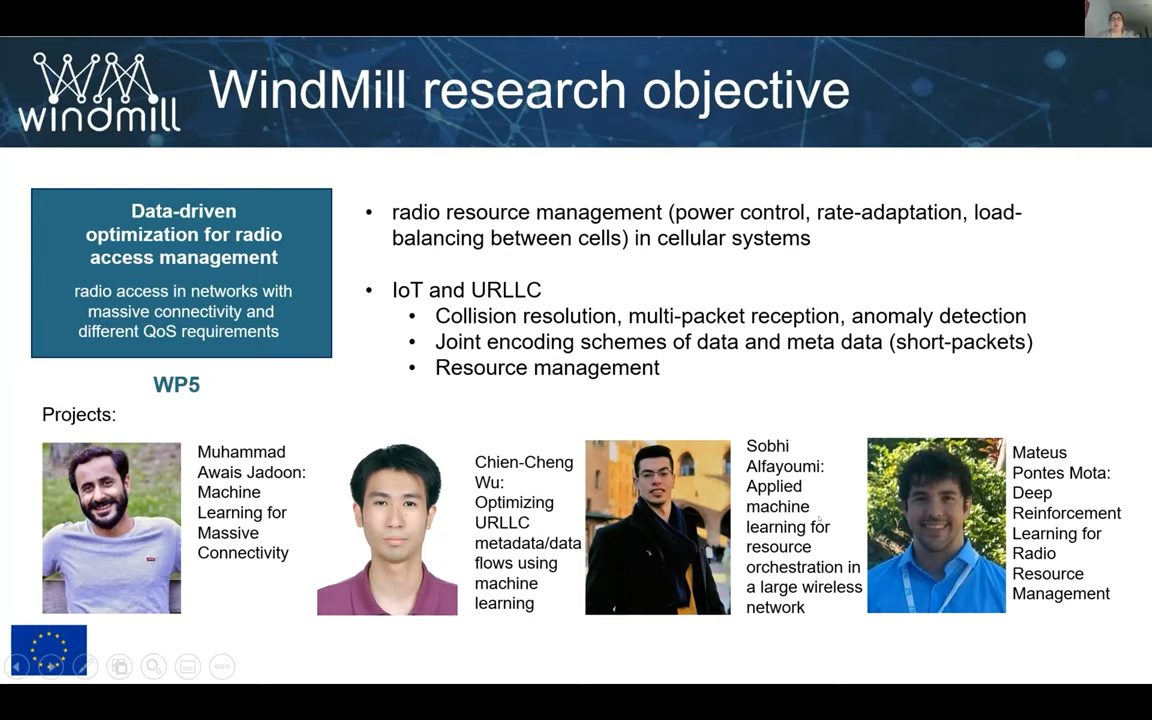 windmill
WindMill research objective
Data-driven
optimization for radio
access management
radio access in networks with
massive connectivity and
different QoS requirements
WP5
• radio resource management (power control, rate-adaptation, load-
balancing between cells) in cellular systems
• IoT and URLLC
• Collision resolution, multi-packet reception, anomaly detection
• Joint encoding schemes of data and meta data (short-packets)
• Resource management
Projects:
Muhammad
Awais Jadoon:
Machine
Learning for
Massive
Connectivity
Chien-Cheng
Wu:
Optimizing
URLLC
metadata/data
flows using
machine
learning
Sobhi
Alfayoumi:
Applied
machine
learning for
resource
orchestration in
a large wireless
network
Mateus
Pontes Mota:
Deep
Reinforcement
Learning for
Radio
Resource
Management